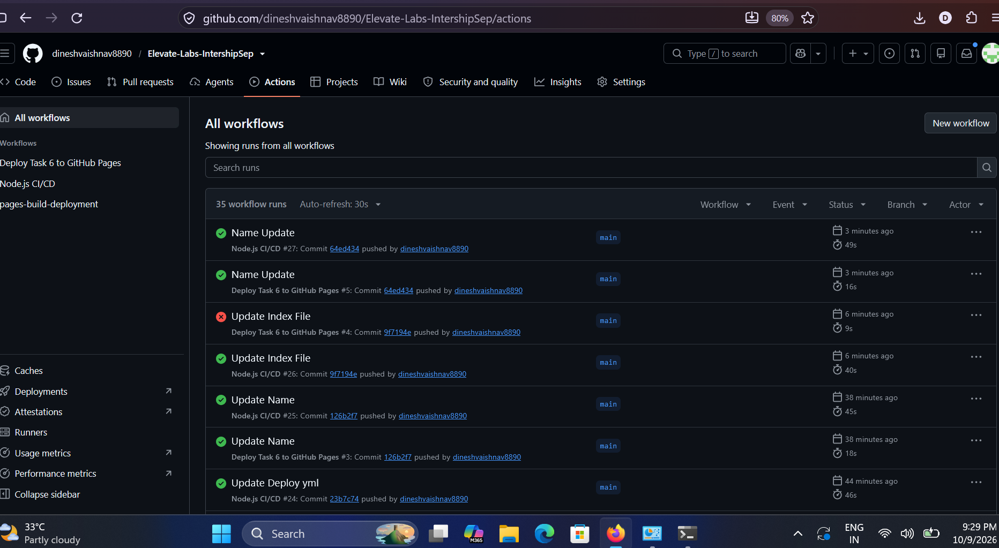 github.com/dineshvaishnav8890/Elevate-Labs-IntershipSep/actions
80%
D
dineshvaishnav8890 / Elevate-Labs-IntershipSep
Type / to search
Code
Issues
Pull requests
Agents
Actions
Projects
Wiki
Security and quality
Insights
Settings
All workflows
Workflows
Deploy Task 6 to GitHub Pages
Node.js CI/CD
pages-build-deployment
Caches
Deployments
Attestations
Runners
Usage metrics
Performance metrics
Collapse sidebar
All workflows
New workflow
Showing runs from all workflows
Search runs
35 workflow runs
Auto-refresh: 30s
Workflow
Event
Status
Branch
Actor
Name Update
Node.js CI/CD #27: Commit 64ed434 pushed by dineshvaishnav8890
main
3 minutes ago
49s
Name Update
Deploy Task 6 to GitHub Pages #5: Commit 64ed434 pushed by dineshvaishnav8890
main
3 minutes ago
16s
Update Index File
Deploy Task 6 to GitHub Pages #4: Commit 9f7194e pushed by dineshvaishnav8890
main
6 minutes ago
9s
Update Index File
Node.js CI/CD #26: Commit 9f7194e pushed by dineshvaishnav8890
main
6 minutes ago
40s
Update Name
Node.js CI/CD #25: Commit 126b2f7 pushed by dineshvaishnav8890
main
38 minutes ago
45s
Update Name
Deploy Task 6 to GitHub Pages #3: Commit 126b2f7 pushed by dineshvaishnav8890
main
38 minutes ago
18s
Update Deploy yml
Node.js CI/CD #24: Commit 23b7c74 pushed by dineshvaishnav8890
main
44 minutes ago
46s
33°C
Partly cloudy
Search
M365
ENG
IN
9:29 PM
10/9/2026